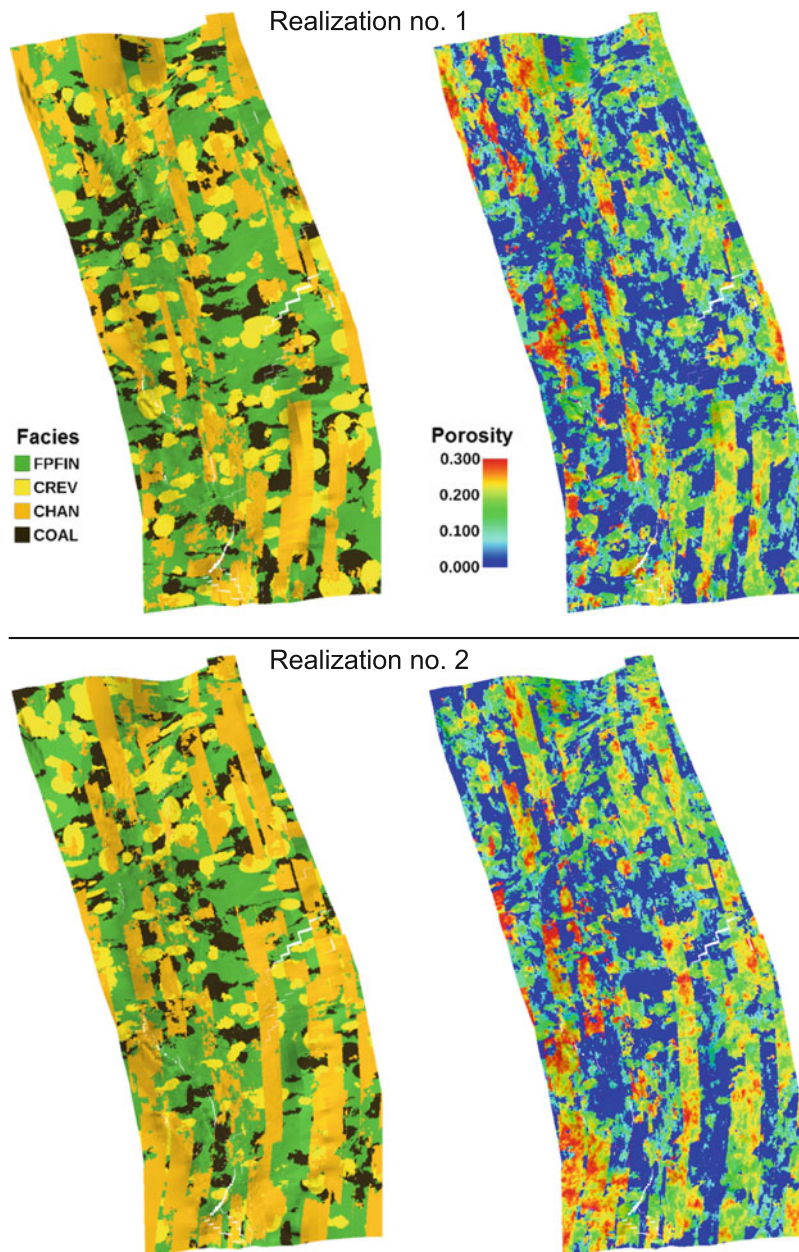 Realization no. 1
Facies
FPFIN
CREV
CHAN
COAL
Porosity
0.300
0.200
0.100
0.000
Realization no. 2